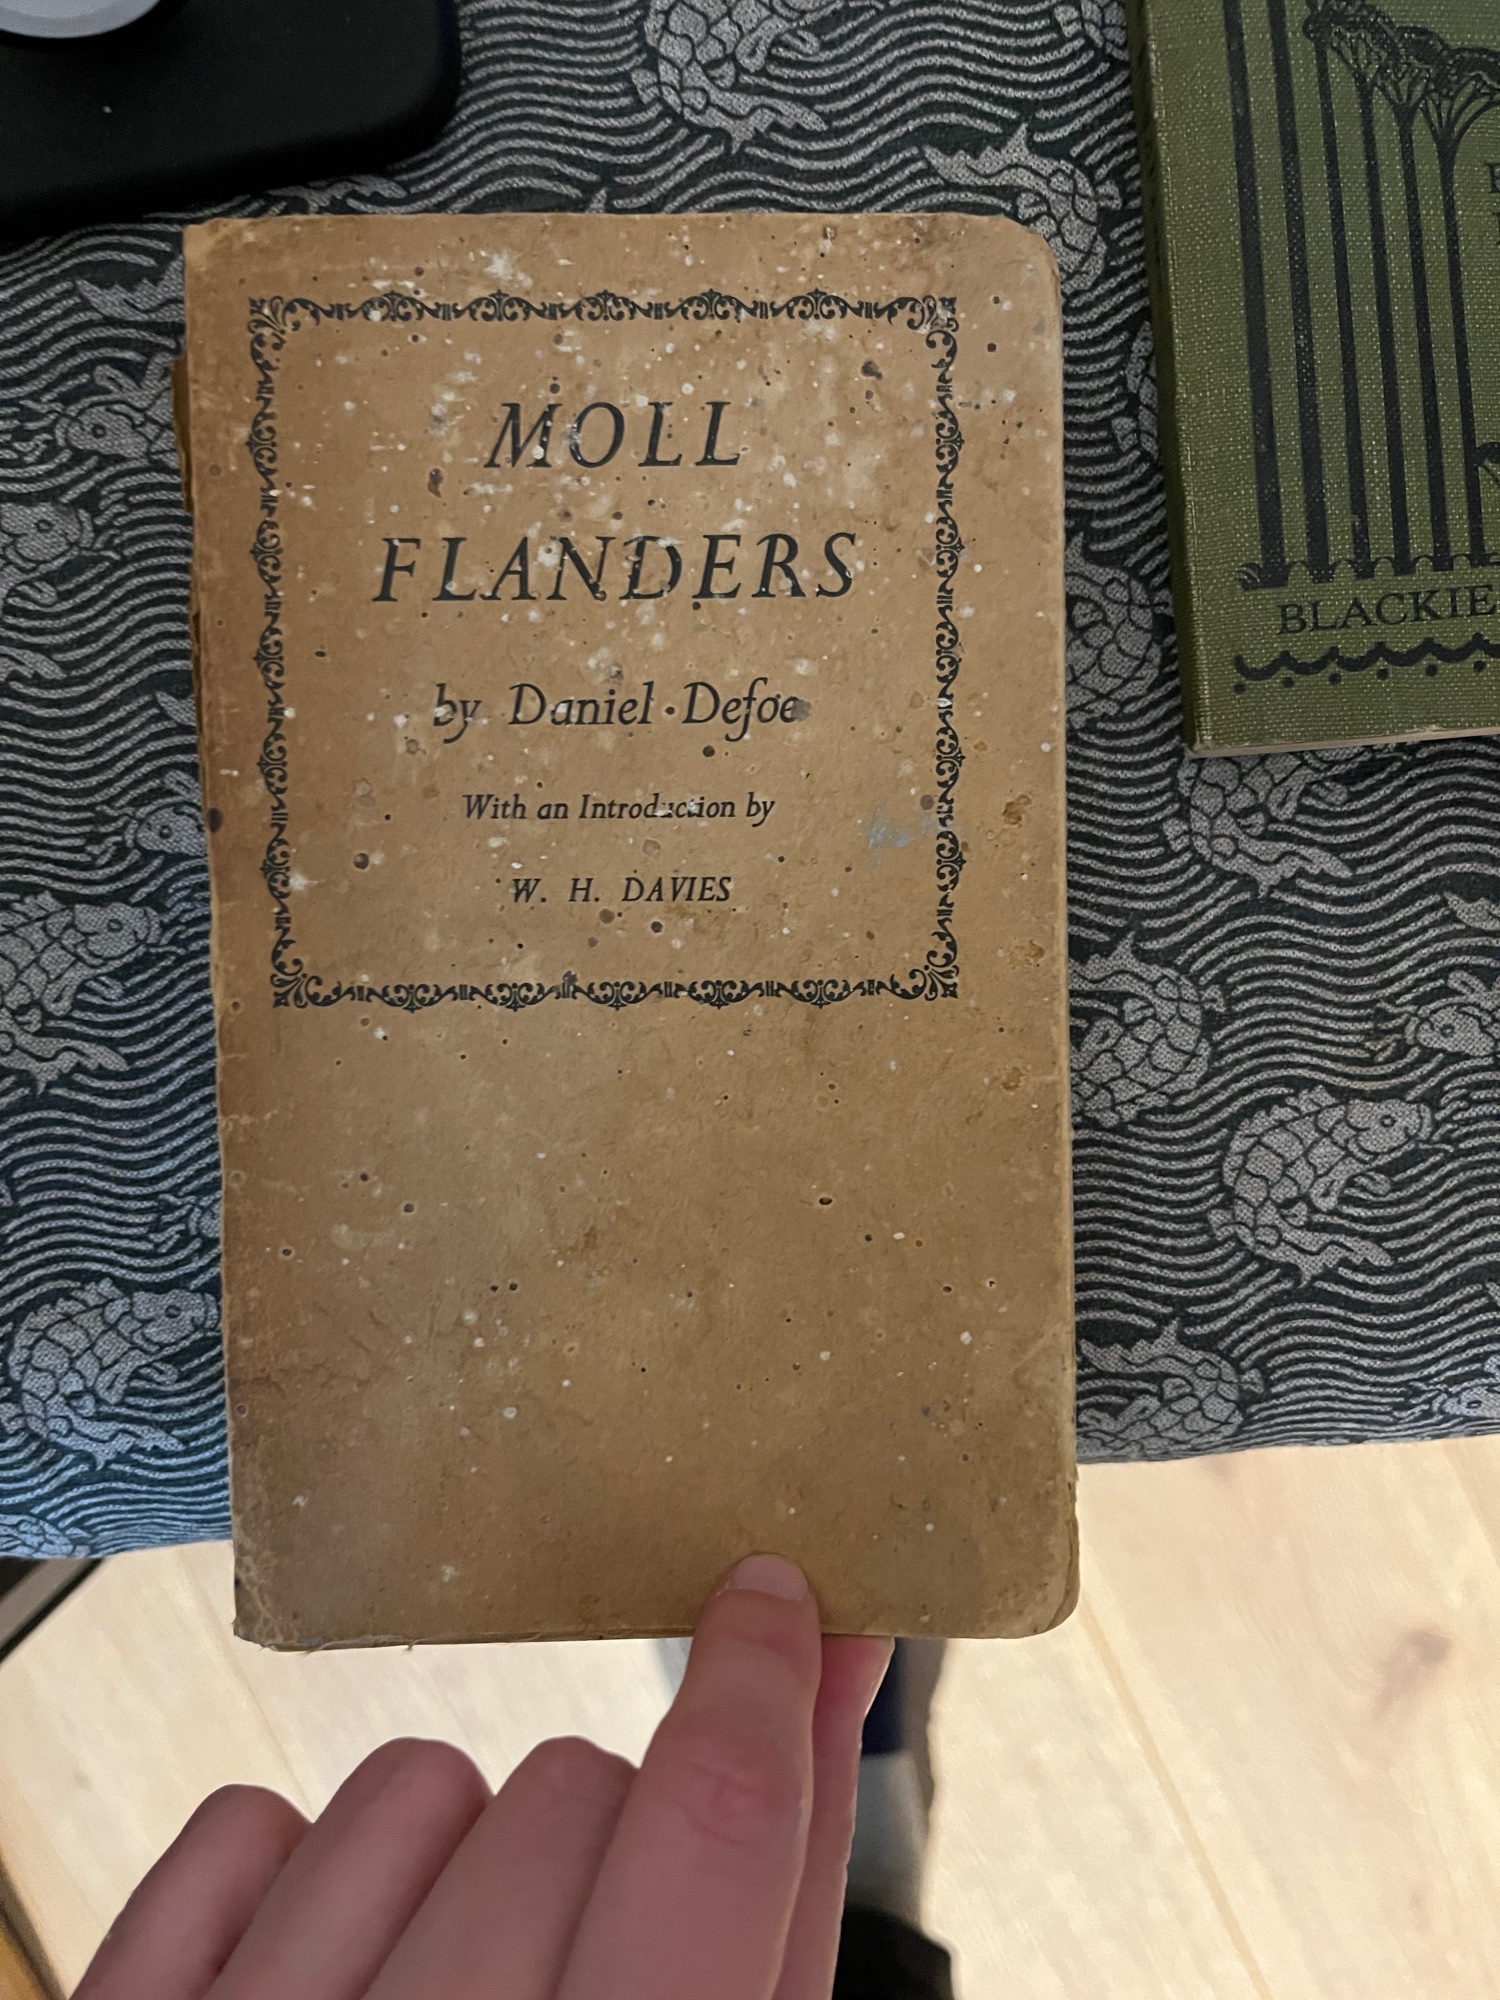 MOLL
FLANDERS
by Daniel Defoe
With an Introduction by
W. H. DAVIES
BLACKIE